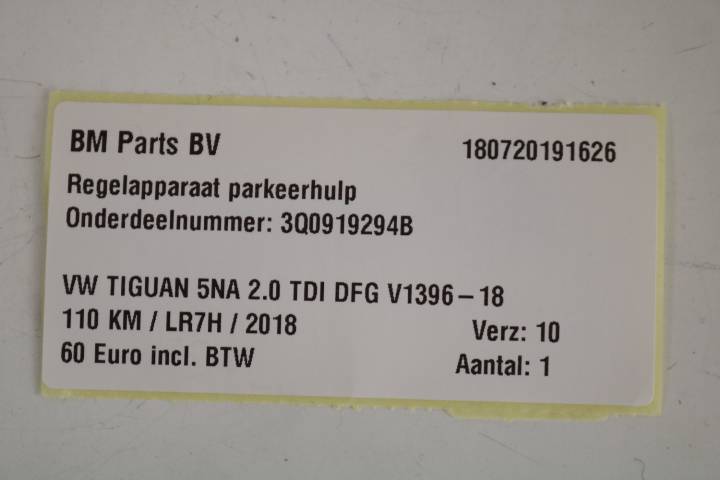 BM Parts BV 180720191626
Regelapparaat parkeerhulp
Onderdeelnummer: 3Q0919294B
VW TIGUAN 5NA 2.0 TDI DFG V1396-18
110 KM / LR7H / 2018 Verz: 10
60 Euro incl. BTW Aantal: 1